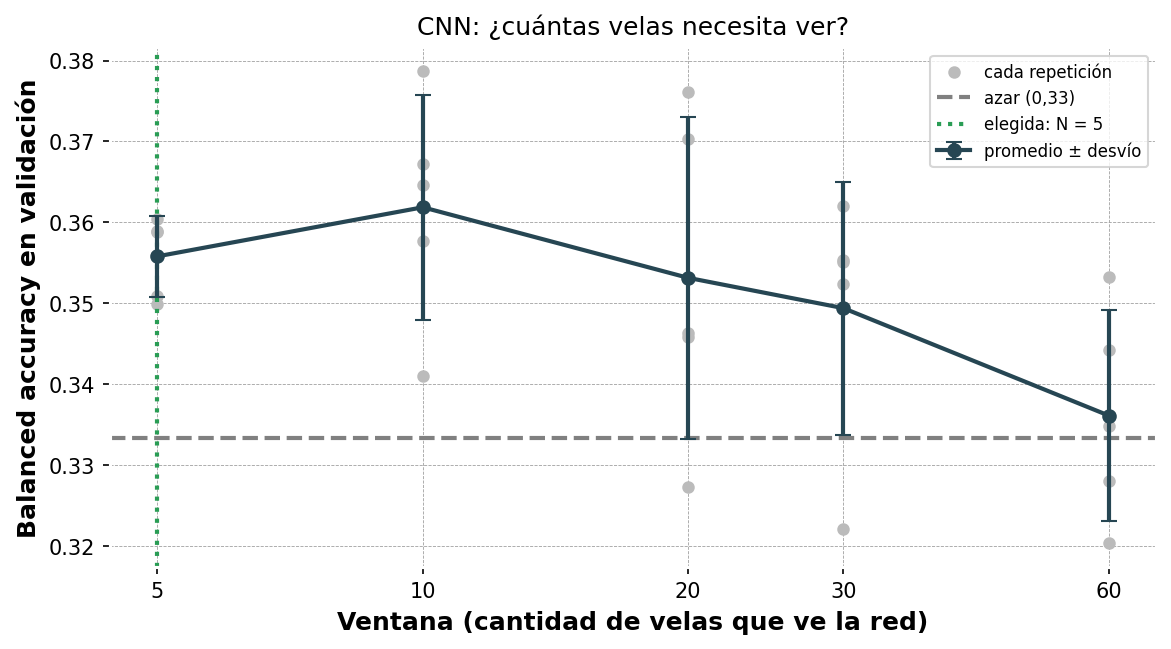 CNN: ¿cuántas velas necesita ver?
Balanced accuracy en validación
0.38
0.37
0.36
0.35
0.34
0.33
0.32
cada repetición
azar (0,33)
elegida: N = 5
promedio ± desvío
5 10 20 30 60
Ventana (cantidad de velas que ve la red)